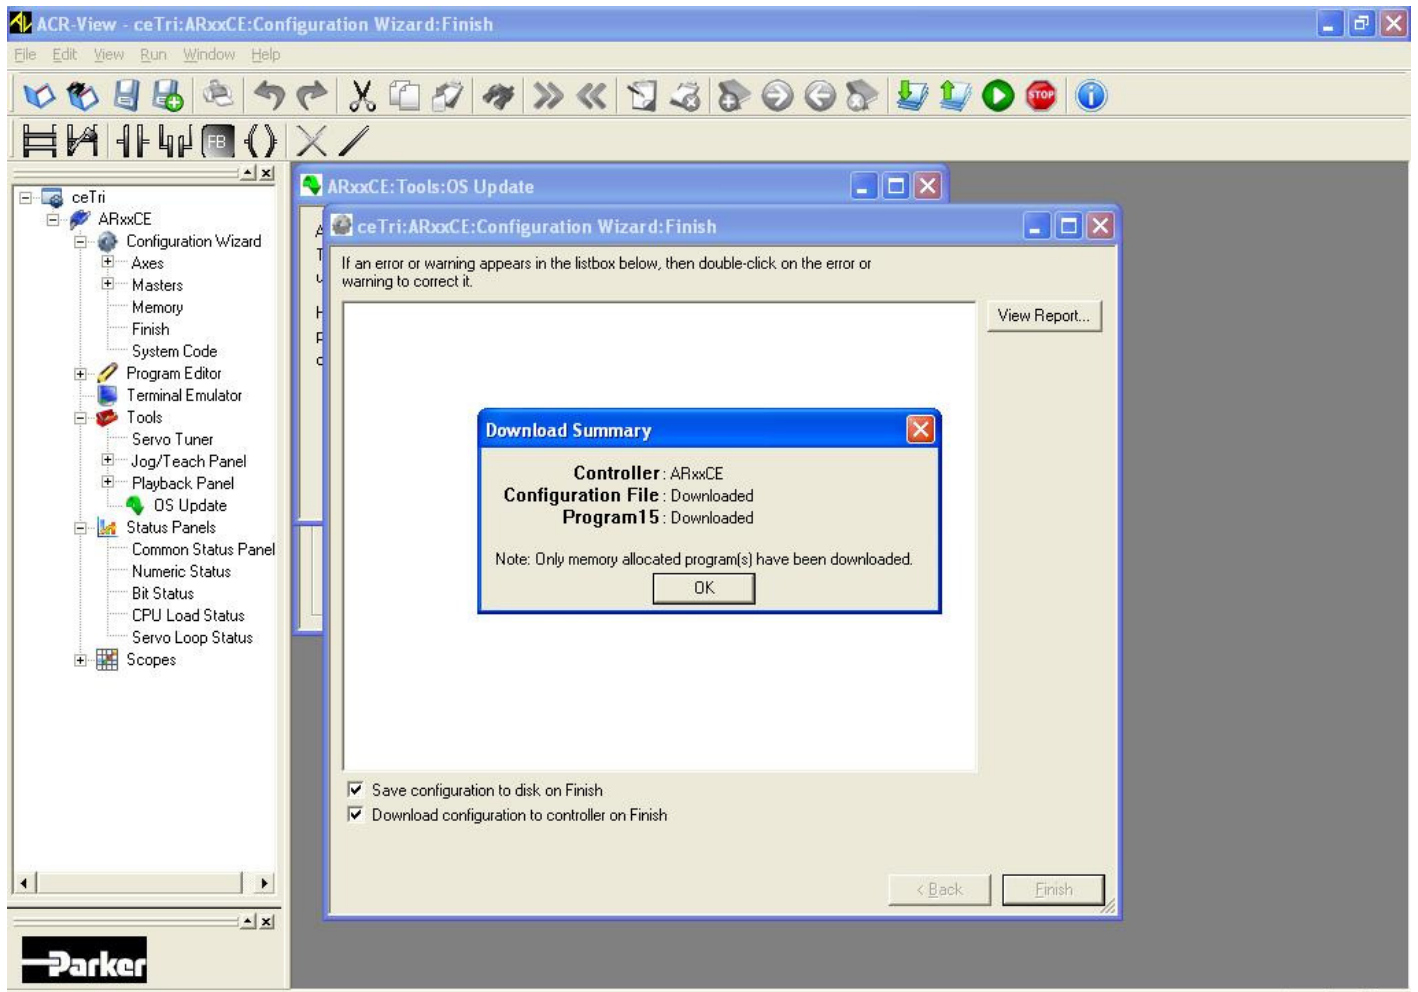 ACR-View - ceTri:ARxxCE:Configuration Wizard:Finish
File Edit View Run Window Help
STOP
FB
ceTri
ARxxCE
Configuration Wizard
Axes
Masters
Memory
Finish
System Code
Program Editor
Terminal Emulator
Tools
Servo Tuner
Jog/Teach Panel
Playback Panel
OS Update
Status Panels
Common Status Panel
Numeric Status
Bit Status
CPU Load Status
Servo Loop Status
Scopes
Parker
ARxxCE:Tools:OS Update
ceTri:ARxxCE:Configuration Wizard:Finish
If an error or warning appears in the listbox below, then double-click on the error or
warning to correct it.
View Report...
Download Summary
Controller : ARxxCE
Configuration File : Downloaded
Program15 : Downloaded
Note: Only memory allocated program(s) have been downloaded.
OK
Save configuration to disk on Finish
Download configuration to controller on Finish
< Back
Finish